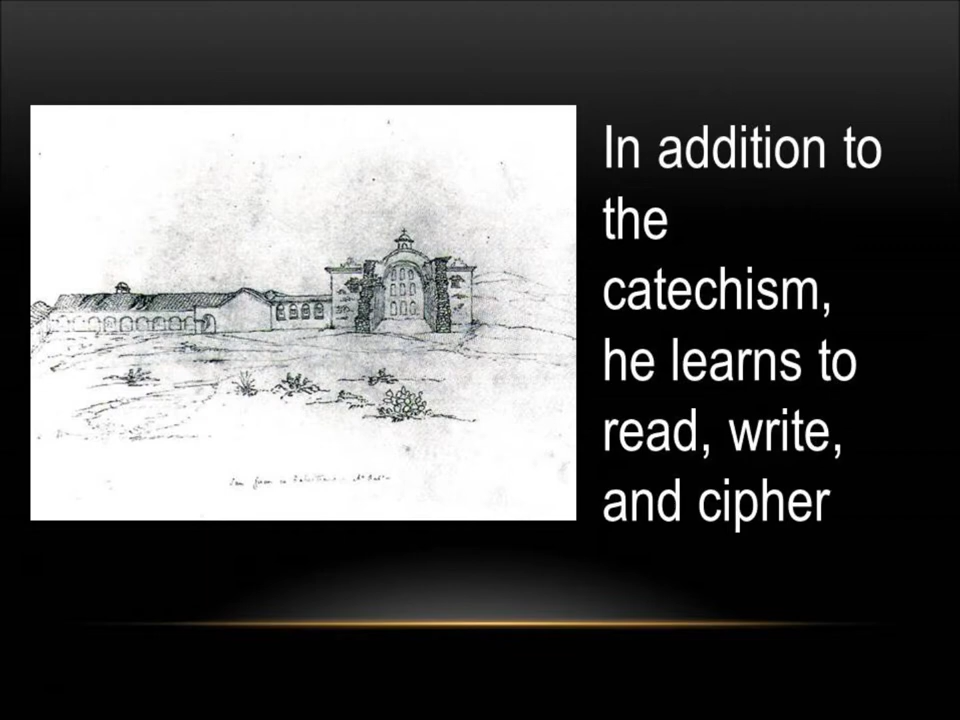 In addition to
the
catechism,
he learns to
read, write,
and cipher